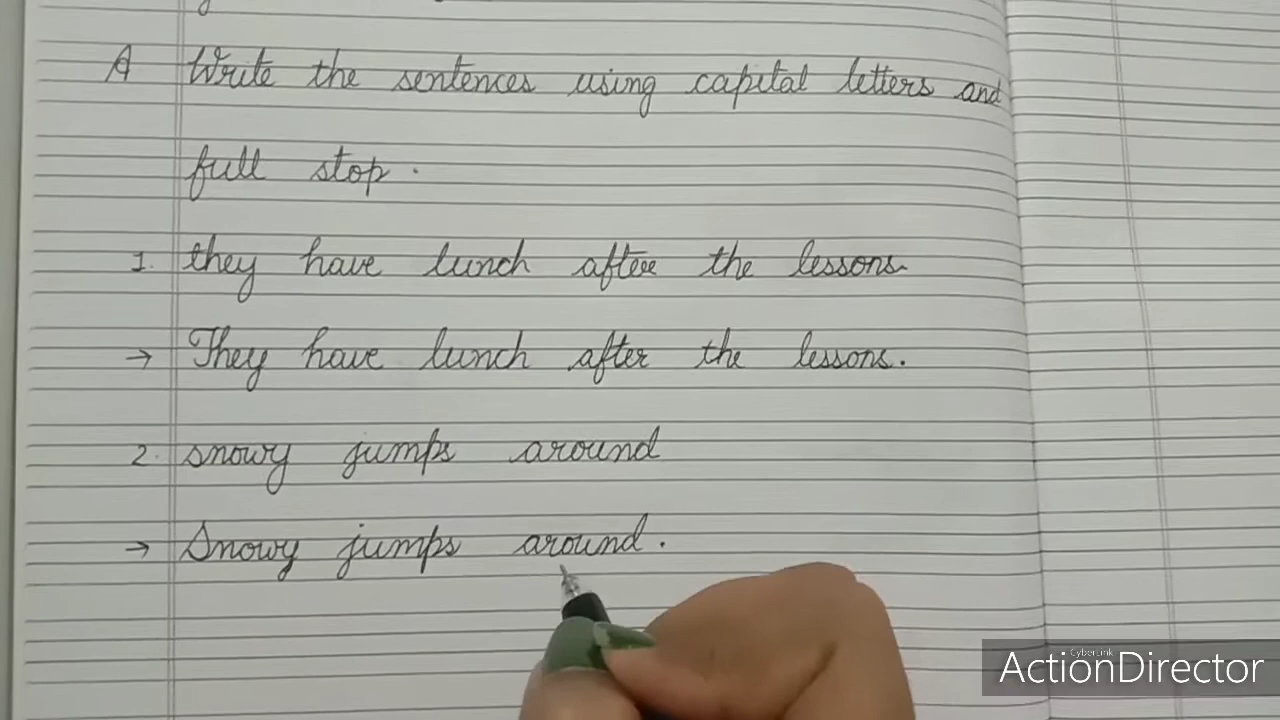 A Write the sentences using capital letters and
full stop.
1. they have lunch after the lessons
→ They have lunch after the lessons.
2. snowy jumps around
→ Snowy jumps around.
CyberLink
ActionDirector